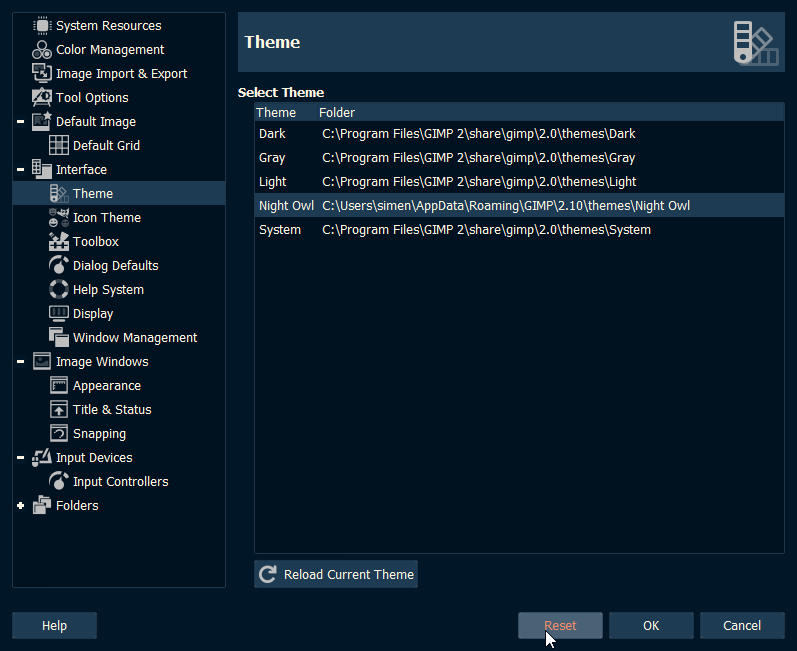 System Resources
Color Management
Image Import & Export
Tool Options
Default Image
Default Grid
Interface
Theme
Icon Theme
Toolbox
Dialog Defaults
Help System
Display
Window Management
Image Windows
Appearance
Title & Status
Snapping
Input Devices
Input Controllers
Folders
Theme
Select Theme
Theme Folder
Dark C:\Program Files\GIMP 2\share\gimp\2.0\themes\Dark
Gray C:\Program Files\GIMP 2\share\gimp\2.0\themes\Gray
Light C:\Program Files\GIMP 2\share\gimp\2.0\themes\Light
Night Owl C:\Users\simen\AppData\Roaming\GIMP\2.10\themes\Night Owl
System C:\Program Files\GIMP 2\share\gimp\2.0\themes\System
Reload Current Theme
Help Reset OK Cancel